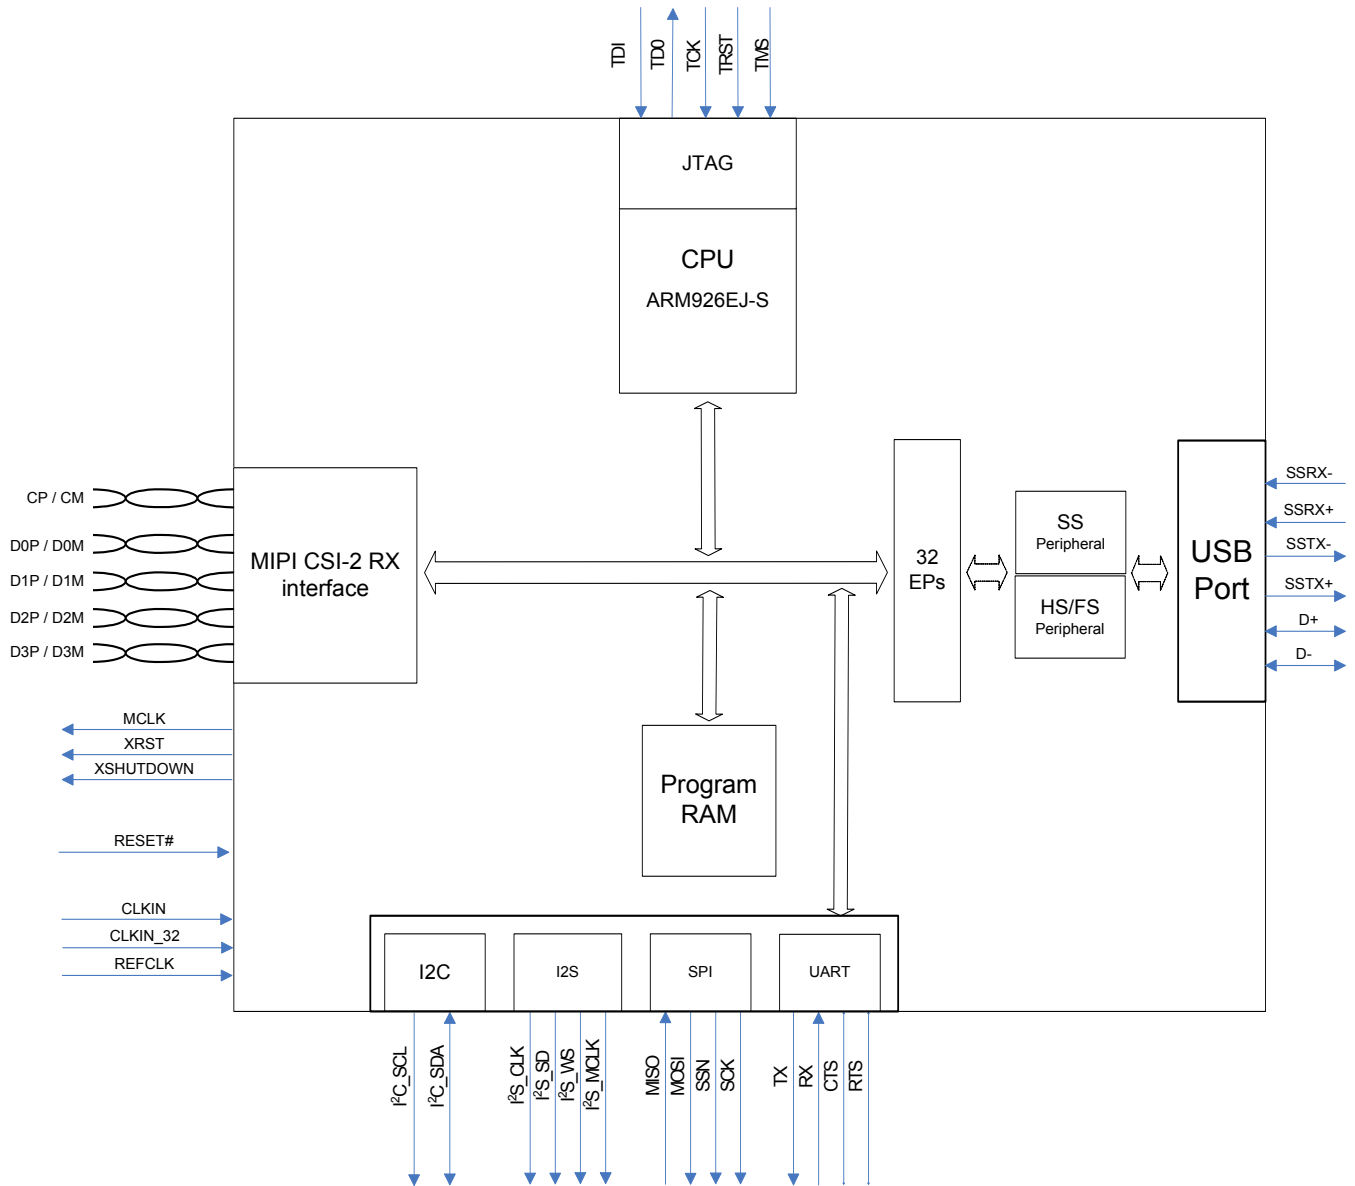 TDI
TD0
TCK
TRST
TMS
JTAG
CPU
ARM926EJ-S
CP / CM
D0P / D0M
D1P / D1M
D2P / D2M
D3P / D3M
MIPI CSI-2 RX
interface
32
EPs
SS
Peripheral
HS/FS
Peripheral
USB
Port
SSRX-
SSRX+
SSTX-
SSTX+
D+
D-
MCLK
XRST
XSHUTDOWN
RESET#
CLKIN
CLKIN_32
REFCLK
Program
RAM
I2C
I2S
SPI
UART
I²C_SCL
I²C_SDA
I²S_CLK
I²S_SD
I²S_WS
I²S_MCLK
MISO
MOSI
SSN
SCK
TX
RX
CTS
RTS